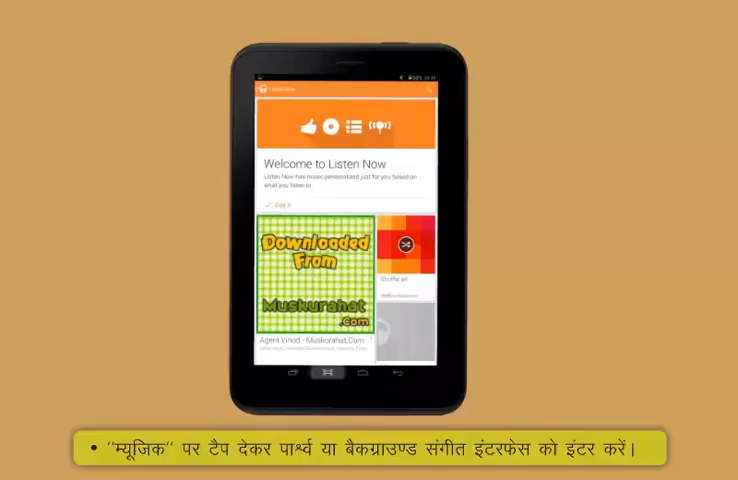 Listen Now
Welcome to Listen Now
Listen Now has music personalized just for you based on
what you listen to.
Got it
Downloaded
From
Muskurahat
.Com
Shuffle all
Agent Vinod - Muskurahat.Com
• "म्यूजिक" पर टैप देकर पार्श्व या बैकग्राउण्ड संगीत इंटरफेस को इंटर करें।